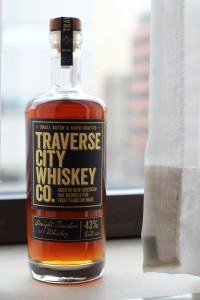 TRAVERSE
SMALL BATCH & HAND CRAFTED
TRAVERSE
CITY
WHISKEY
CO.
AGED IN NEW AMERICAN
OAK BARRELS FOR
FOUR YEARS OR MORE
Straight Bourbon
Whiskey
43%